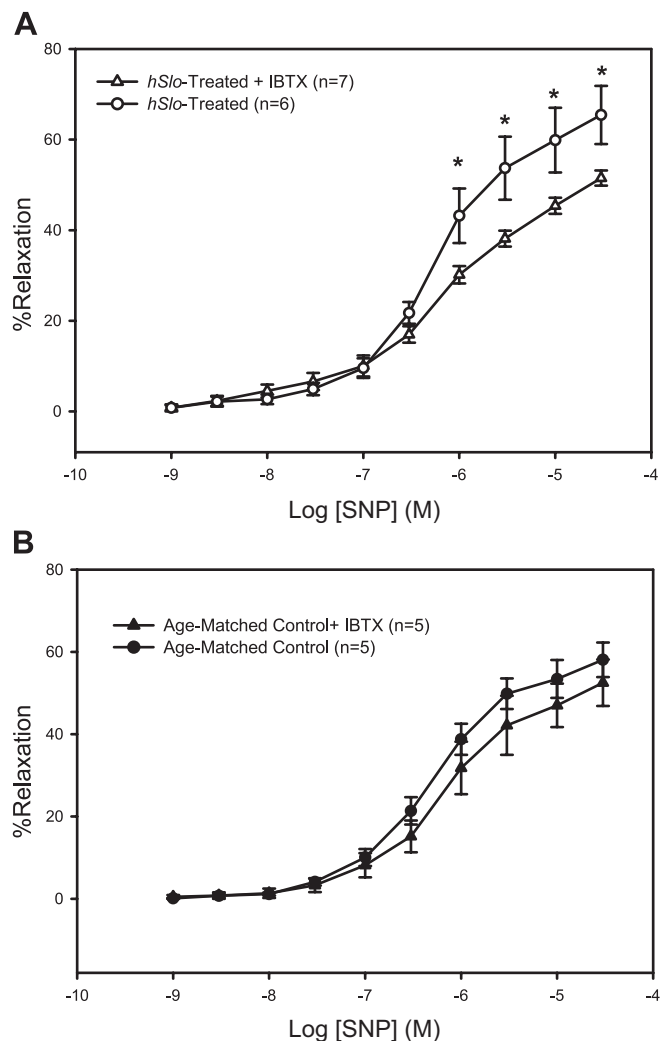 A
80
hSlo-Treated + IBTX (n=7)
hSlo-Treated (n=6)
*
*
*
*
60
40
20
0
%Relaxation
-10 -9 -8 -7 -6 -5 -4
Log [SNP] (M)
B
80
Age-Matched Control+ IBTX (n=5)
Age-Matched Control (n=5)
60
40
20
0
%Relaxation
-10 -9 -8 -7 -6 -5 -4
Log [SNP] (M)